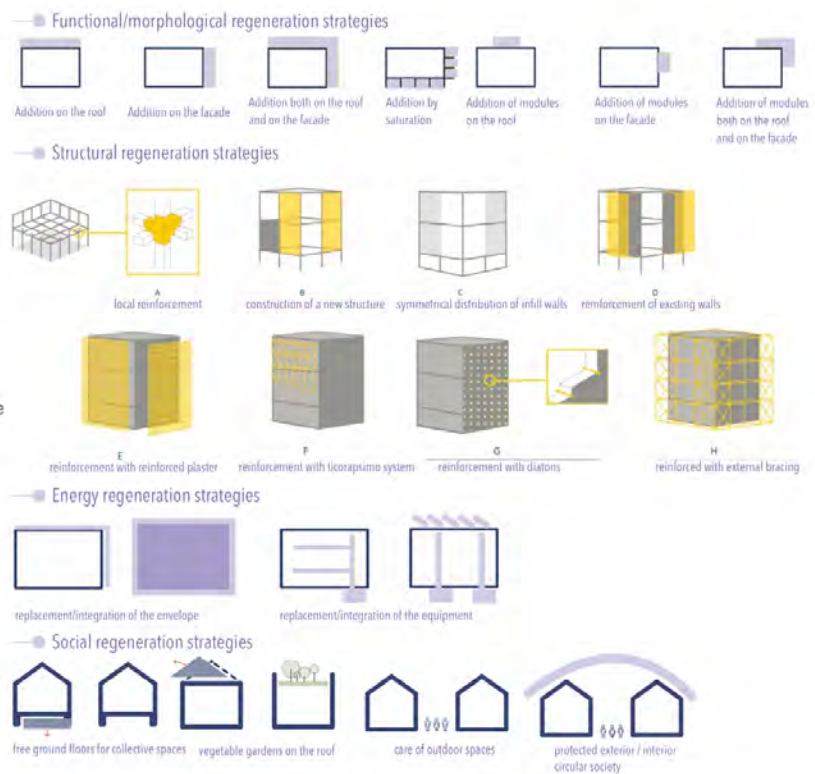 Functional/morphological regeneration strategies
Addition on the roof
Addition on the facade
Addition both on the roof
and on the facade
Addition by
saturation
Addition of modules
on the roof
Addition of modules
on the facade
Addition of modules
both on the roof
and on the facade
Structural regeneration strategies
A
local reinforcement
B
construction of a new structure
C
symmetrical distribution of infill walls
D
reinforcement of existing walls
e
E
reinforcement with reinforced plaster
F
reinforcement with ticorapsimo system
G
reinforcement with diatons
H
reinforced with external bracing
Energy regeneration strategies
replacement/integration of the envelope
replacement/integration of the equipment
Social regeneration strategies
free ground floors for collective spaces
vegetable gardens on the roof
care of outdoor spaces
protected exterior / interior
circular society